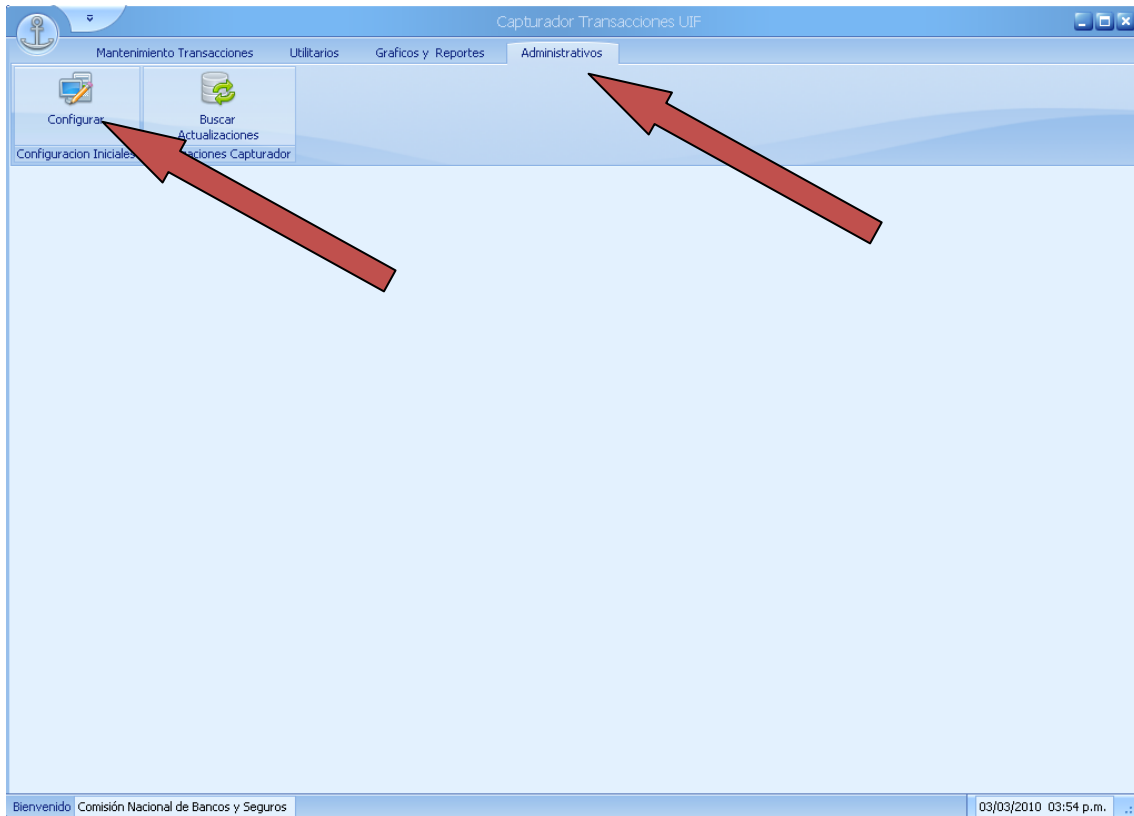 Capturador Transacciones UIF
Mantenimiento Transacciones Utilitarios Graficos y Reportes Administrativos
Configurar
Buscar
Actualizaciones
Configuracion Iniciales
Capturador
Bienvenido Comisión Nacional de Bancos y Seguros
03/03/2010 03:54 p.m.